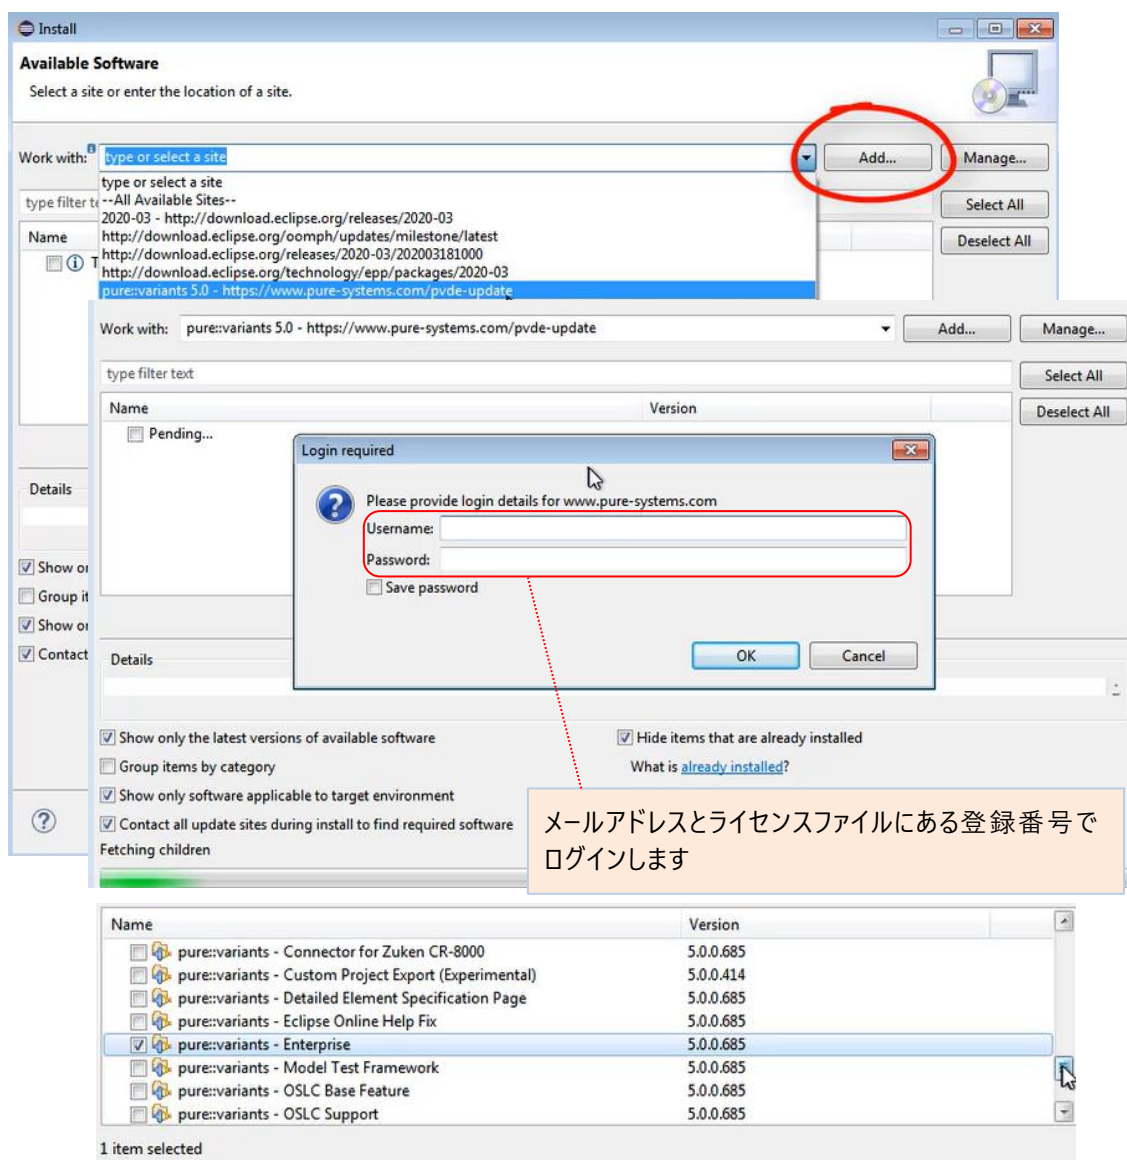 Install
Available Software
Select a site or enter the location of a site.
Work with: type or select a site
Add...
Manage...
type or select a site
--All Available Sites--
2020-03 - http://download.eclipse.org/releases/2020-03
http://download.eclipse.org/oomph/updates/milestone/latest
http://download.eclipse.org/releases/2020-03/202003181000
http://download.eclipse.org/technology/epp/packages/2020-03
pure::variants 5.0 - https://www.pure-systems.com/pvde-update
type filter te
Select All
Name
Deselect All
Details
Show on
Group it
Show on
Contact
Work with: pure::variants 5.0 - https://www.pure-systems.com/pvde-update
Add...
Manage...
type filter text
Select All
Name Version
Deselect All
Pending...
Login required
Please provide login details for www.pure-systems.com
Username:
Password:
Save password
OK Cancel
Details
Show only the latest versions of available software
Hide items that are already installed
Group items by category
What is already installed?
Show only software applicable to target environment
Contact all update sites during install to find required software
Fetching children
メールアドレスとライセンスファイルにある登録番号で
ログインします
Name Version
pure::variants - Connector for Zuken CR-8000 5.0.0.685
pure::variants - Custom Project Export (Experimental) 5.0.0.414
pure::variants - Detailed Element Specification Page 5.0.0.685
pure::variants - Eclipse Online Help Fix 5.0.0.685
pure::variants - Enterprise 5.0.0.685
pure::variants - Model Test Framework 5.0.0.685
pure::variants - OSLC Base Feature 5.0.0.685
pure::variants - OSLC Support 5.0.0.685
1 item selected